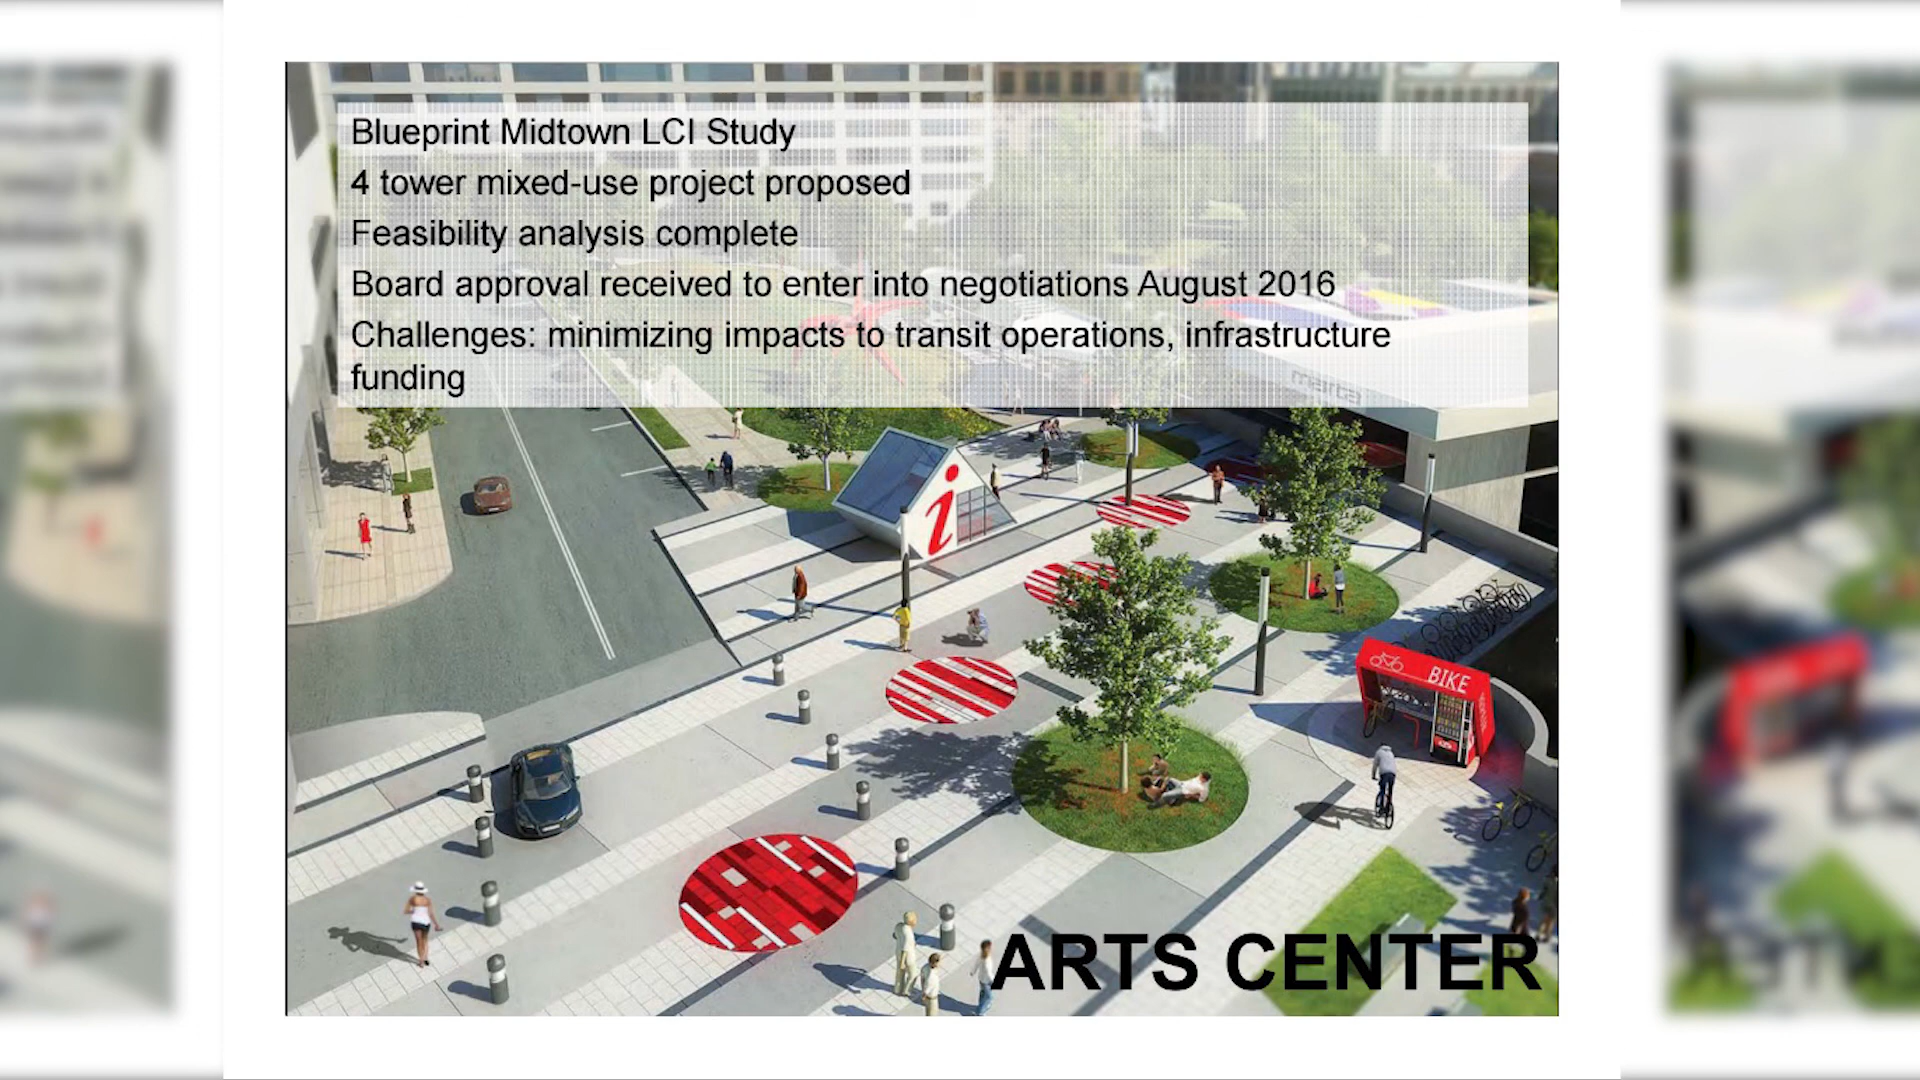 Blueprint Midtown LCI Study
4 tower mixed-use project proposed
Feasibility analysis complete
Board approval received to enter into negotiations August 2016
Challenges: minimizing impacts to transit operations, infrastructure
funding
marta
i
BIKE
ARTS CENTER